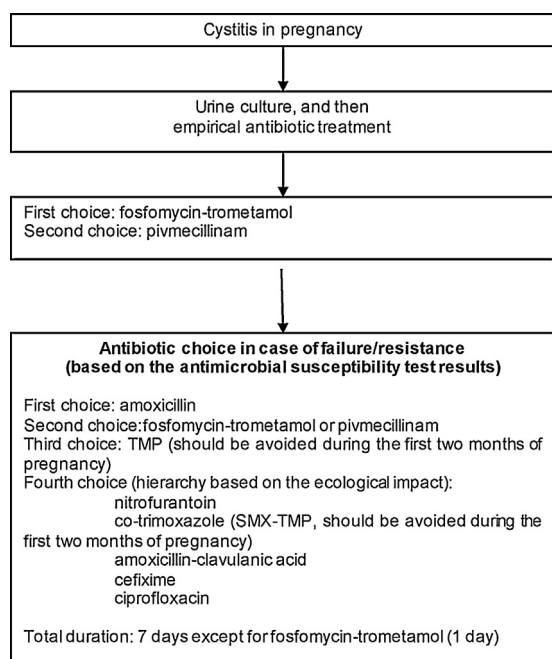 Cystitis in pregnancy
Urine culture, and then
empirical antibiotic treatment
First choice: fosfomycin-trometamol
Second choice: pivmecillinam
Antibiotic choice in case of failure/resistance
(based on the antimicrobial susceptibility test results)
First choice: amoxicillin
Second choice:fosfomycin-trometamol or pivmecillinam
Third choice: TMP (should be avoided during the first two months of
pregnancy)
Fourth choice (hierarchy based on the ecological impact):
nitrofurantoin
co-trimoxazole (SMX-TMP, should be avoided during the
first two months of pregnancy)
amoxicillin-clavulanic acid
cefixime
ciprofloxacin
Total duration: 7 days except for fosfomycin-trometamol (1 day)